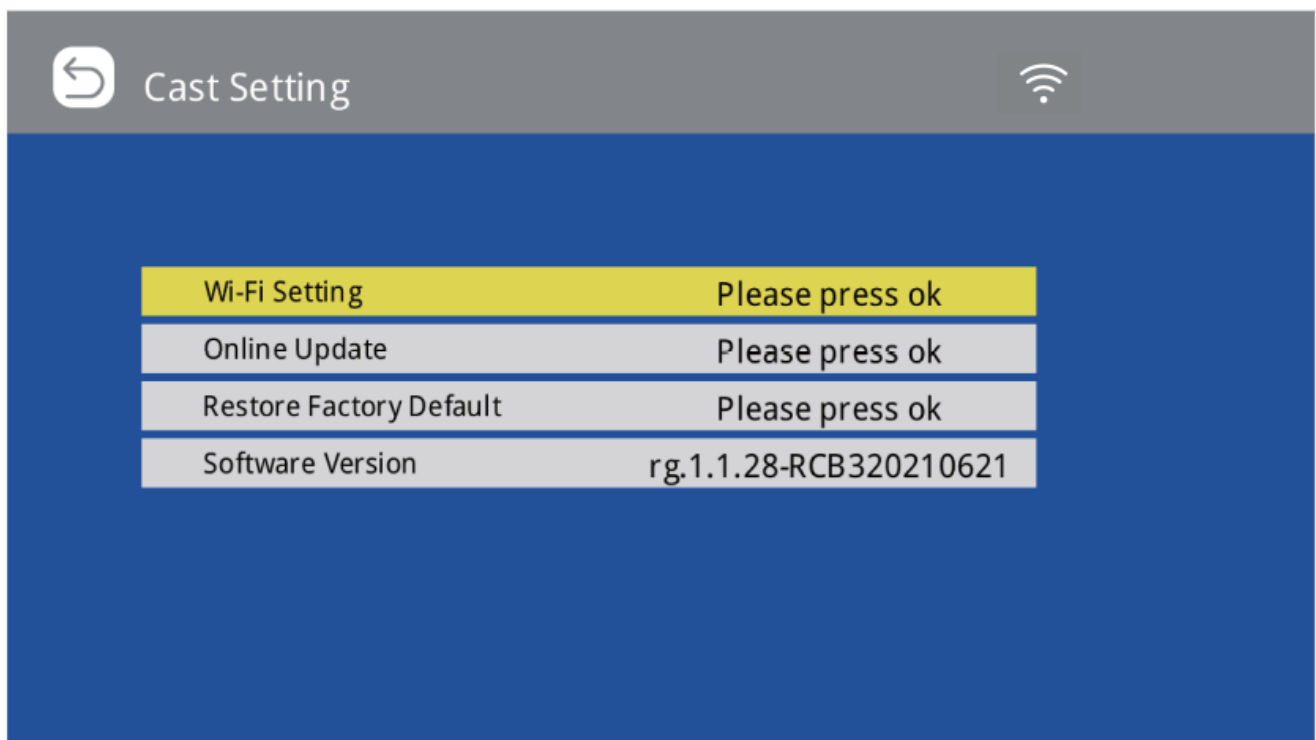 Cast Setting
Wi-Fi Setting Please press ok
Online Update Please press ok
Restore Factory Default Please press ok
Software Version rg.1.1.28-RCB320210621